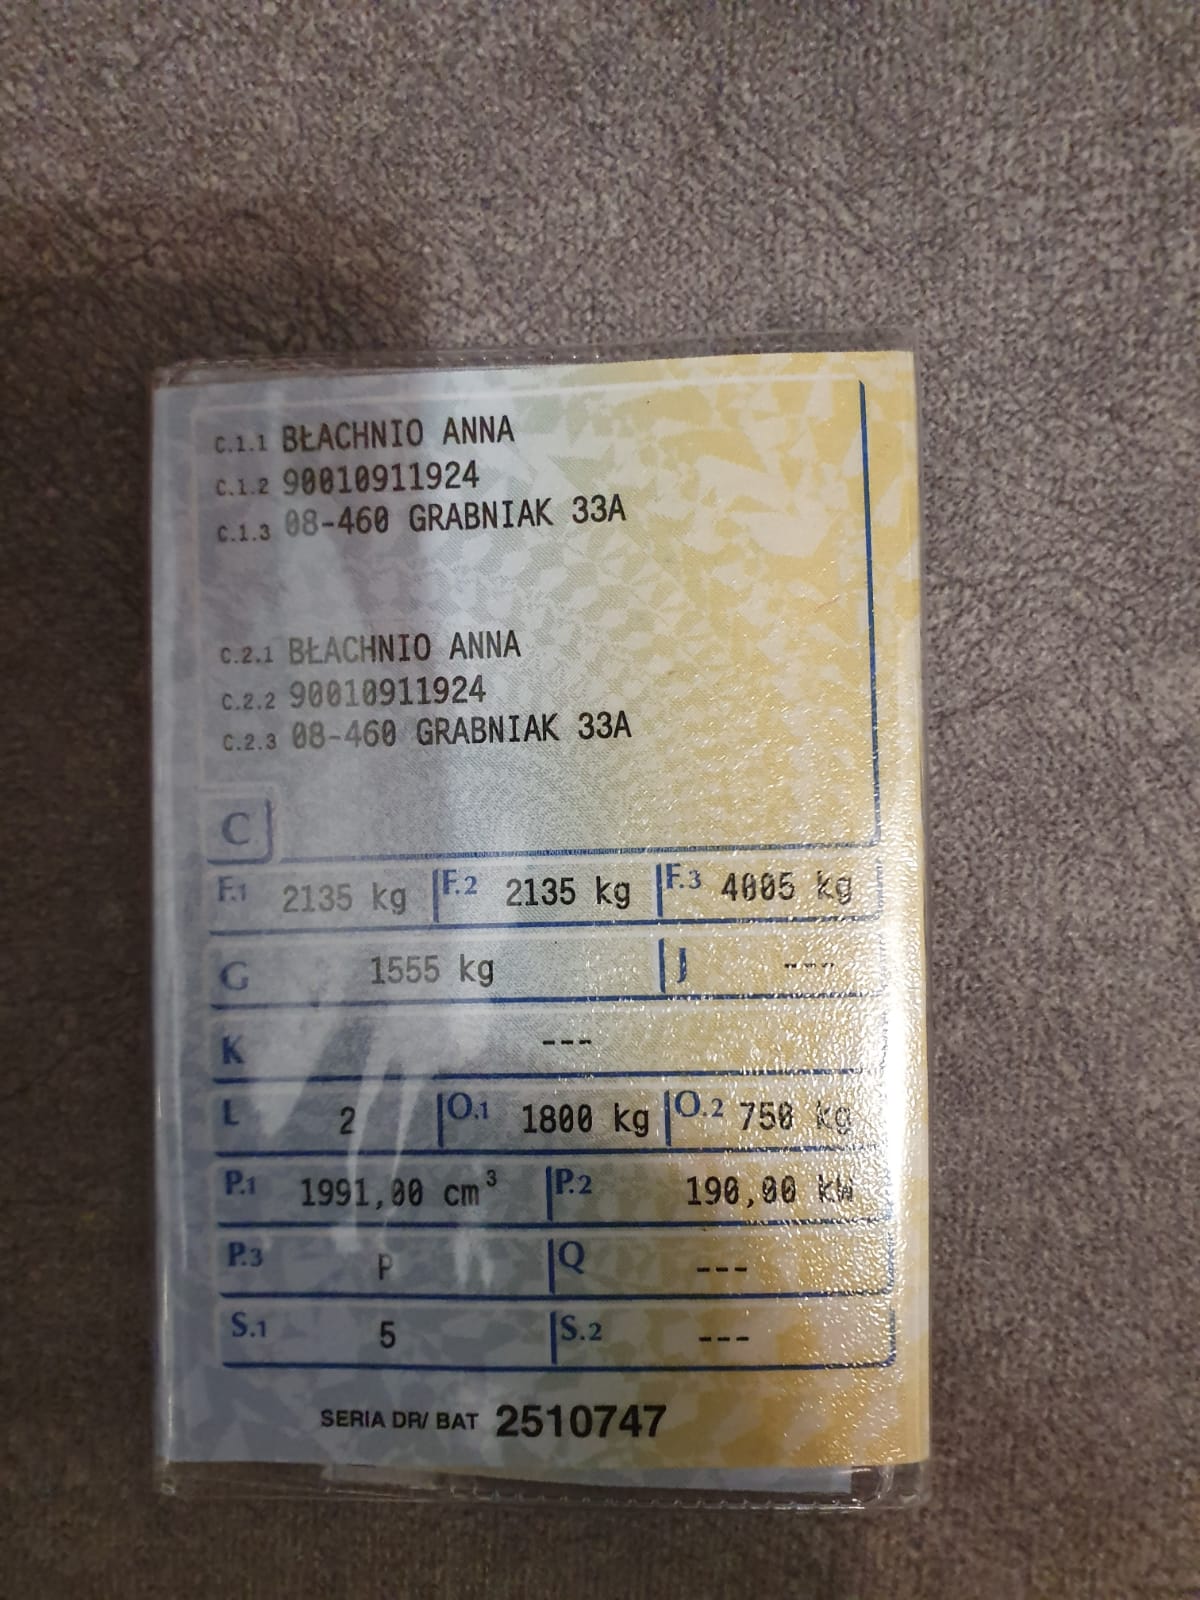 C.1.1 BŁACHNIO ANNA
C.1.2 90010911924
C.1.3 08-460 GRABNIAK 33A
C.2.1 BŁACHNIO ANNA
C.2.2 90010911924
C.2.3 08-460 GRABNIAK 33A
C
F.1 2135 kg F.2 2135 kg F.3 4005 kg
G 1555 kg J ---
K ---
L 2 O.1 1800 kg O.2 750 kg
P.1 1991,00 cm³ P.2 190,00 kW
P.3 P Q ---
S.1 5 S.2 ---
SERIA DR/ BAT 2510747